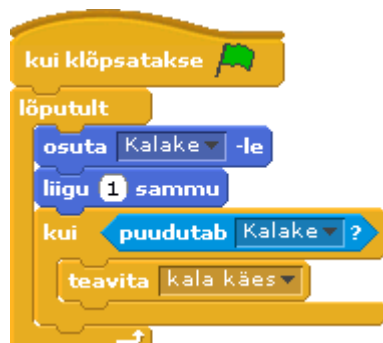 kui klõpsatakse
lõputult
osuta Kalake -le
liigu 1 sammu
kui puudutab Kalake ?
teavita kala käes